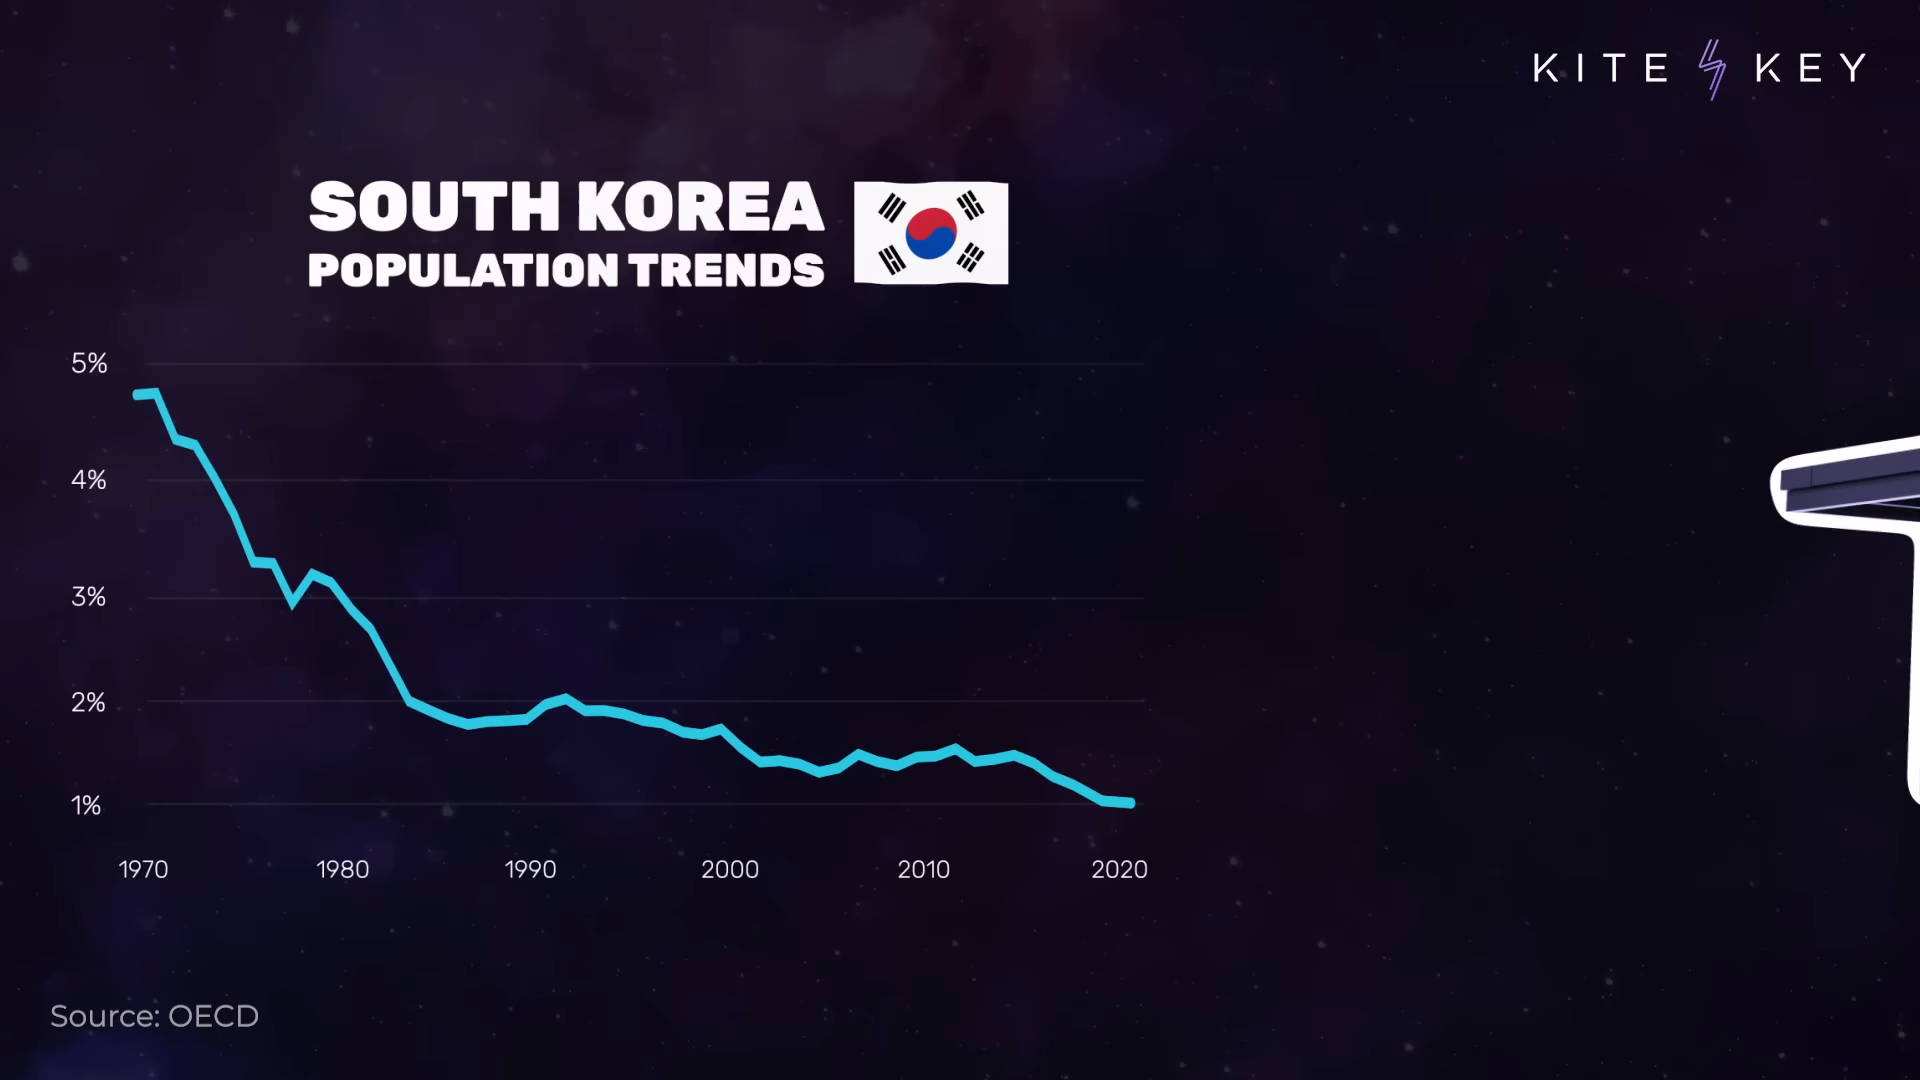 KITE KEY
SOUTH KOREA
POPULATION TRENDS
5%
4%
3%
2%
1%
1970 1980 1990 2000 2010 2020
Source: OECD